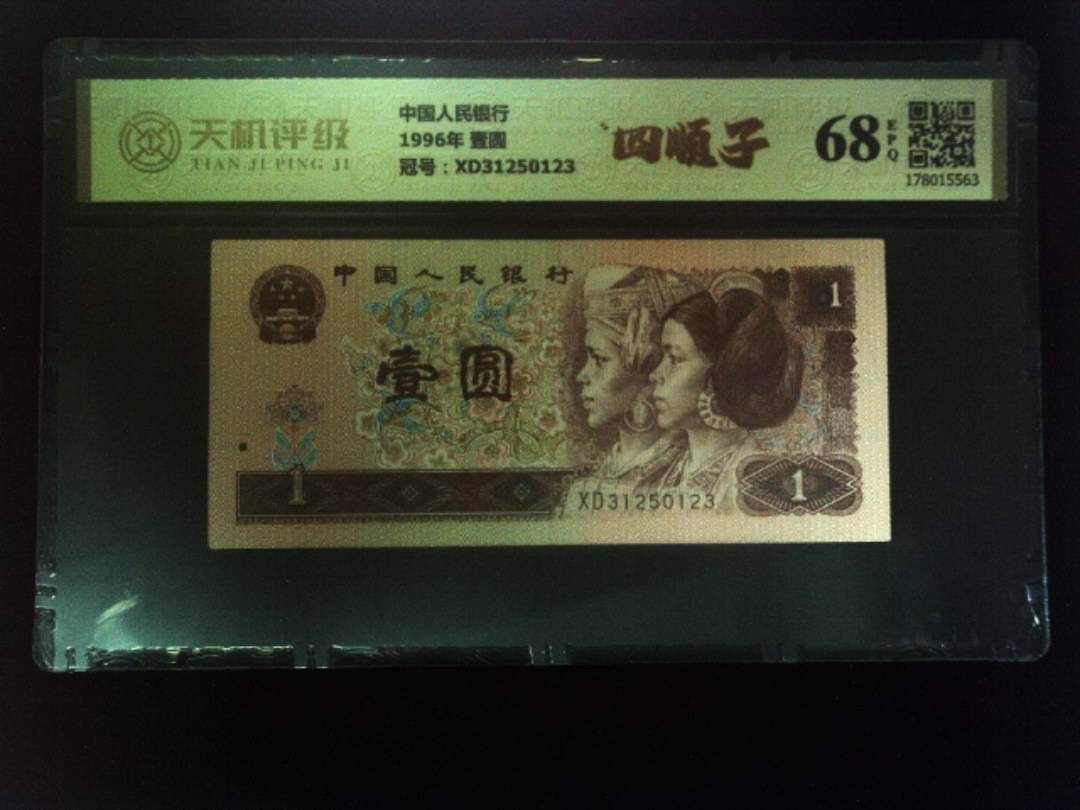 天机评级
TIAN JI PING JI
中国人民银行
1996年 壹圆
冠号：XD31250123
四顺子
68
EPQ
178015563
中国人民银行
1
壹圆
1
1
XD31250123